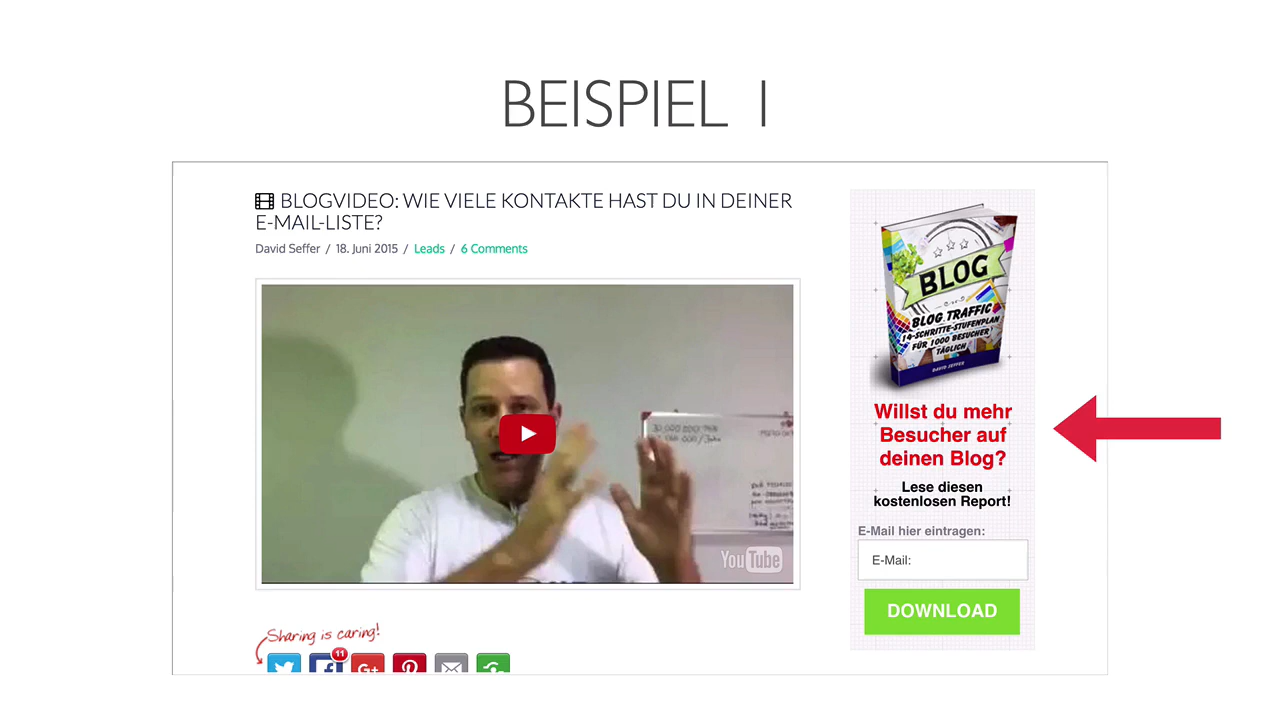 BEISPIEL 1
BLOGVIDEO: WIE VIELE KONTAKTE HAST DU IN DEINER
E-MAIL-LISTE?
David Seffer / 18. Juni 2015 / Leads / 6 Comments
YouTube
Sharing is caring!
11
G+
BLOG
BLOG TRAFFIC
14-SCHRITTE-STUFENPLAN
FÜR 1000 BESUCHER
TÄGLICH
DAVID SEFFER
Willst du mehr
Besucher auf
deinen Blog?
Lese diesen
kostenlosen Report!
E-Mail hier eintragen:
E-Mail:
DOWNLOAD